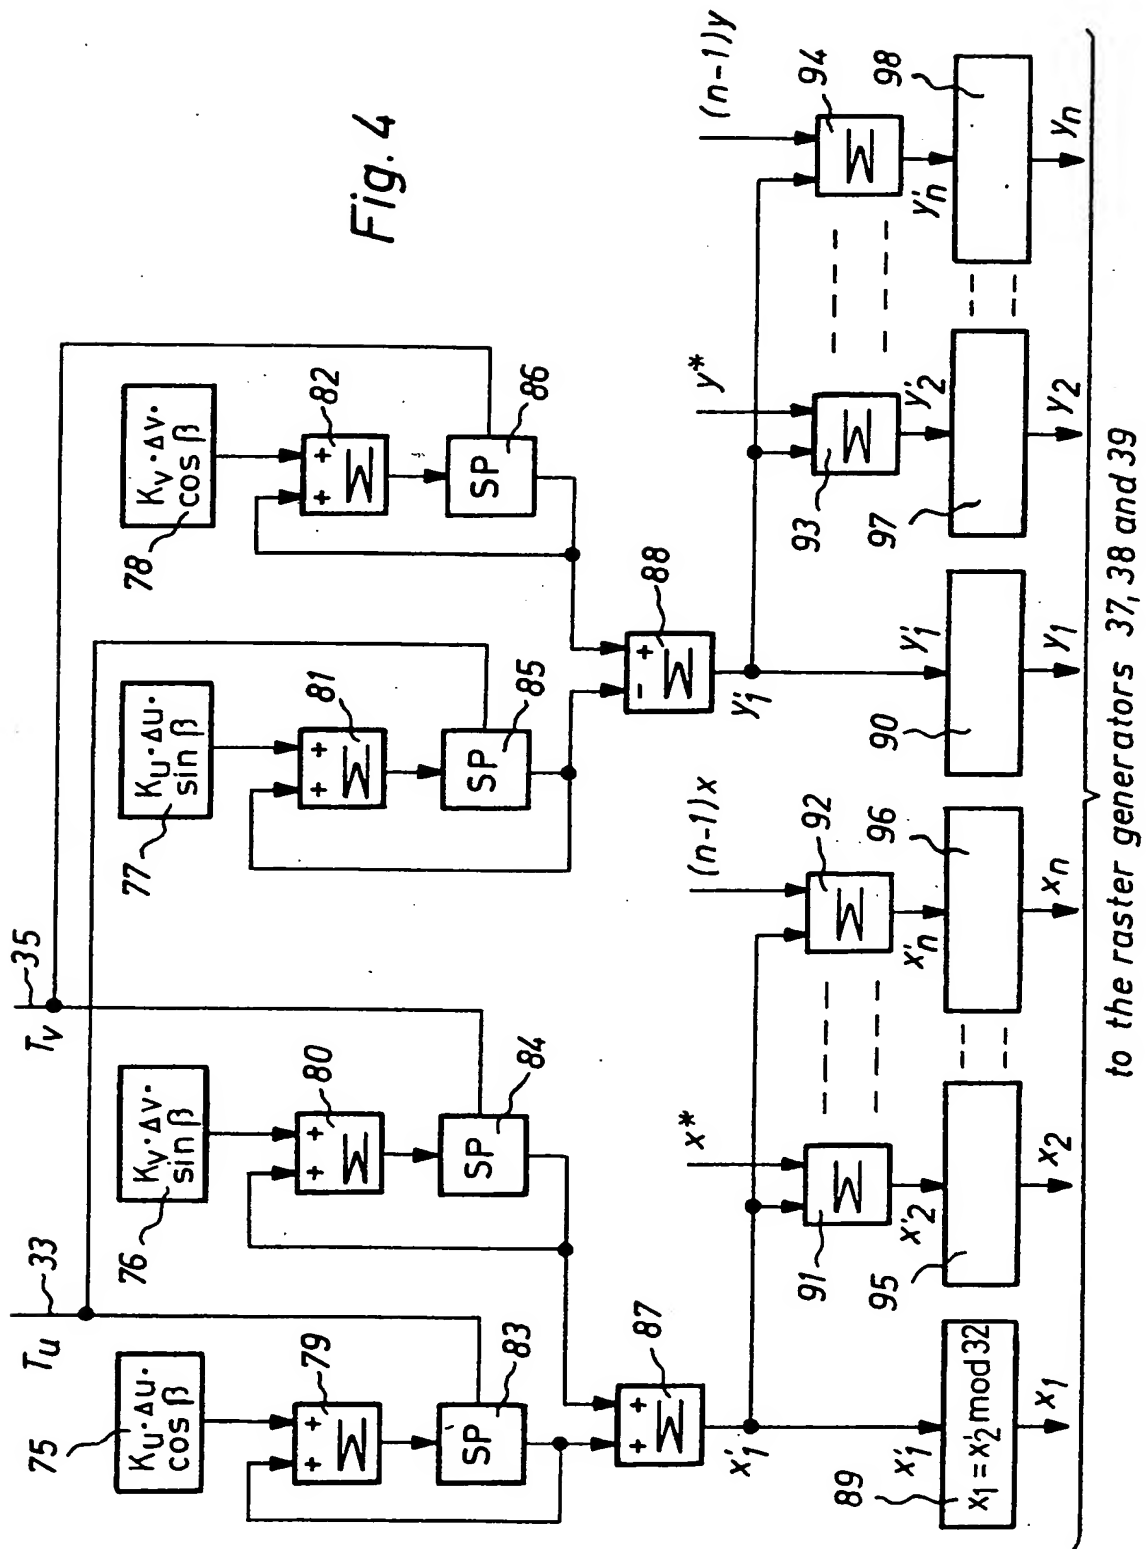 Fig. 4
Tu
33
Tv
35
75
Ku·Δu·
cos β
76
Kv·Δv·
sin β
77
Ku·Δu·
sin β
78
Kv·Δv·
cos β
+ +
Σ
79
+ +
Σ
80
+ +
Σ
81
+ +
Σ
82
SP
83
SP
84
SP
85
SP
86
+ +
Σ
87
- +
Σ
88
x'1
y'1
x*
(n-1)x
y*
(n-1)y
Σ
91
Σ
92
Σ
93
Σ
94
x'1
x'2
x'n
y'1
y'2
y'n
89
x1 = x'2 mod 32
95
96
90
97
98
x1
x2
xn
y1
y2
yn
to the raster generators 37, 38 and 39